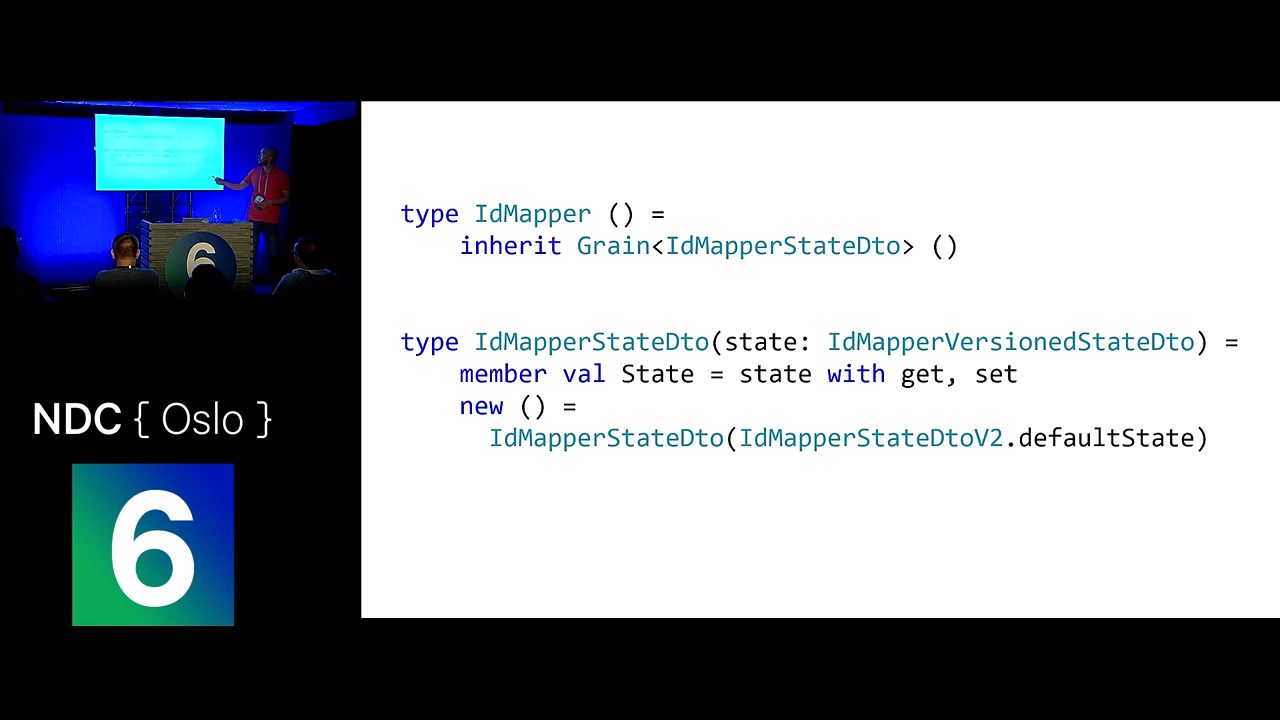 type IdMapper () =
    inherit Grain<IdMapperStateDto> ()
type IdMapperStateDto(state: IdMapperVersionedStateDto) =
    member val State = state with get, set
    new () =
      IdMapperStateDto(IdMapperStateDtoV2.defaultState)
NDC { Oslo }
6
6